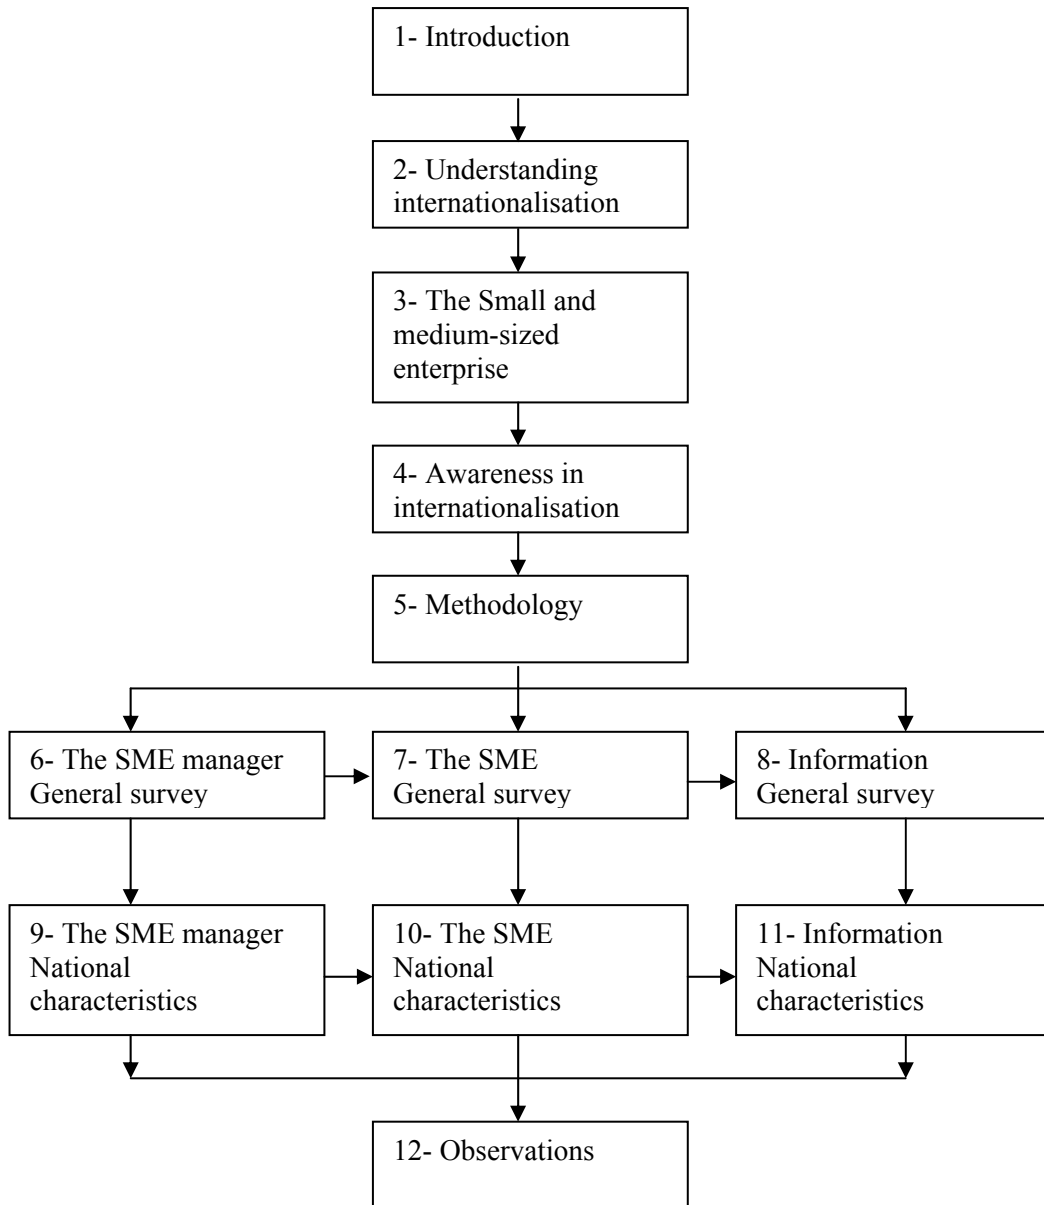 1- Introduction
2- Understanding
internationalisation
3- The Small and
medium-sized
enterprise
4- Awareness in
internationalisation
5- Methodology
6- The SME manager
General survey
7- The SME
General survey
8- Information
General survey
9- The SME manager
National
characteristics
10- The SME
National
characteristics
11- Information
National
characteristics
12- Observations